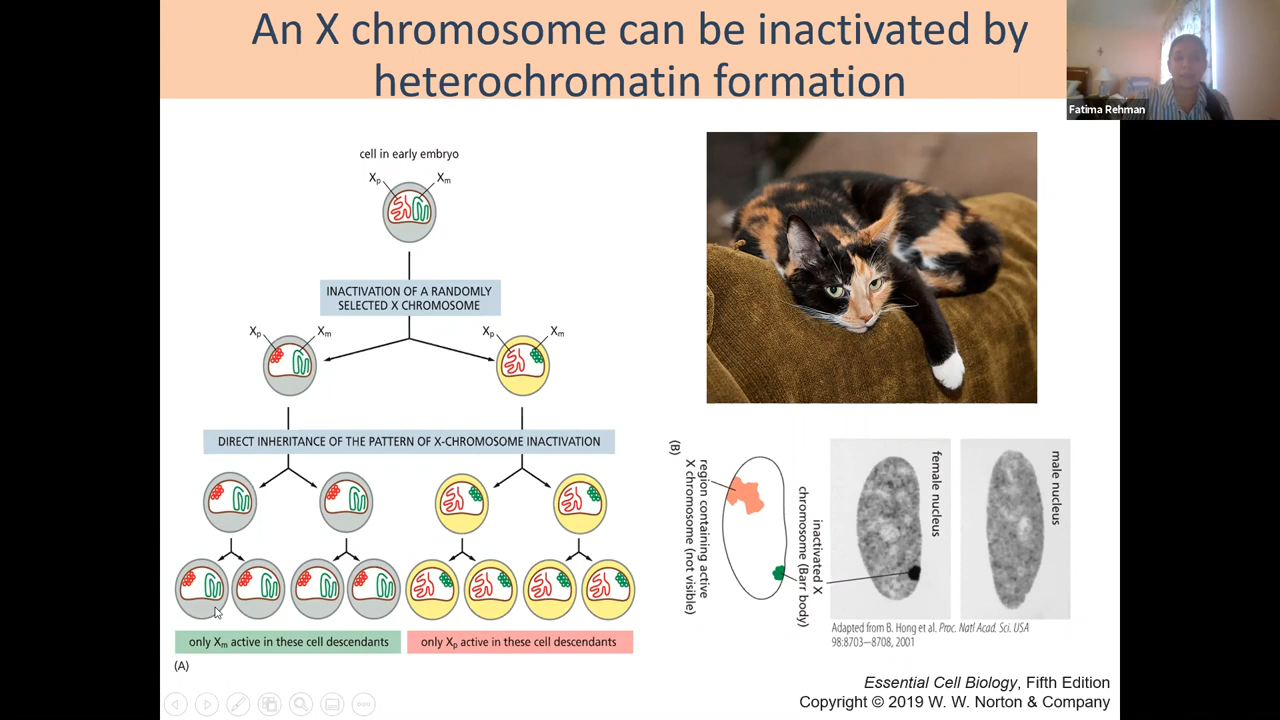 An X chromosome can be inactivated by
heterochromatin formation
Fatima Rehman
cell in early embryo
Xp Xm
INACTIVATION OF A RANDOMLY
SELECTED X CHROMOSOME
Xp Xm Xp Xm
DIRECT INHERITANCE OF THE PATTERN OF X-CHROMOSOME INACTIVATION
only Xm active in these cell descendants
only Xp active in these cell descendants
(A)
(B)
region containing active
X chromosome (not visible)
inactivated X
chromosome (Barr body)
female nucleus
male nucleus
Adapted from B. Hong et al. Proc. Natl Acad. Sci. USA
98:8703–8708, 2001
Essential Cell Biology, Fifth Edition
Copyright © 2019 W. W. Norton & Company